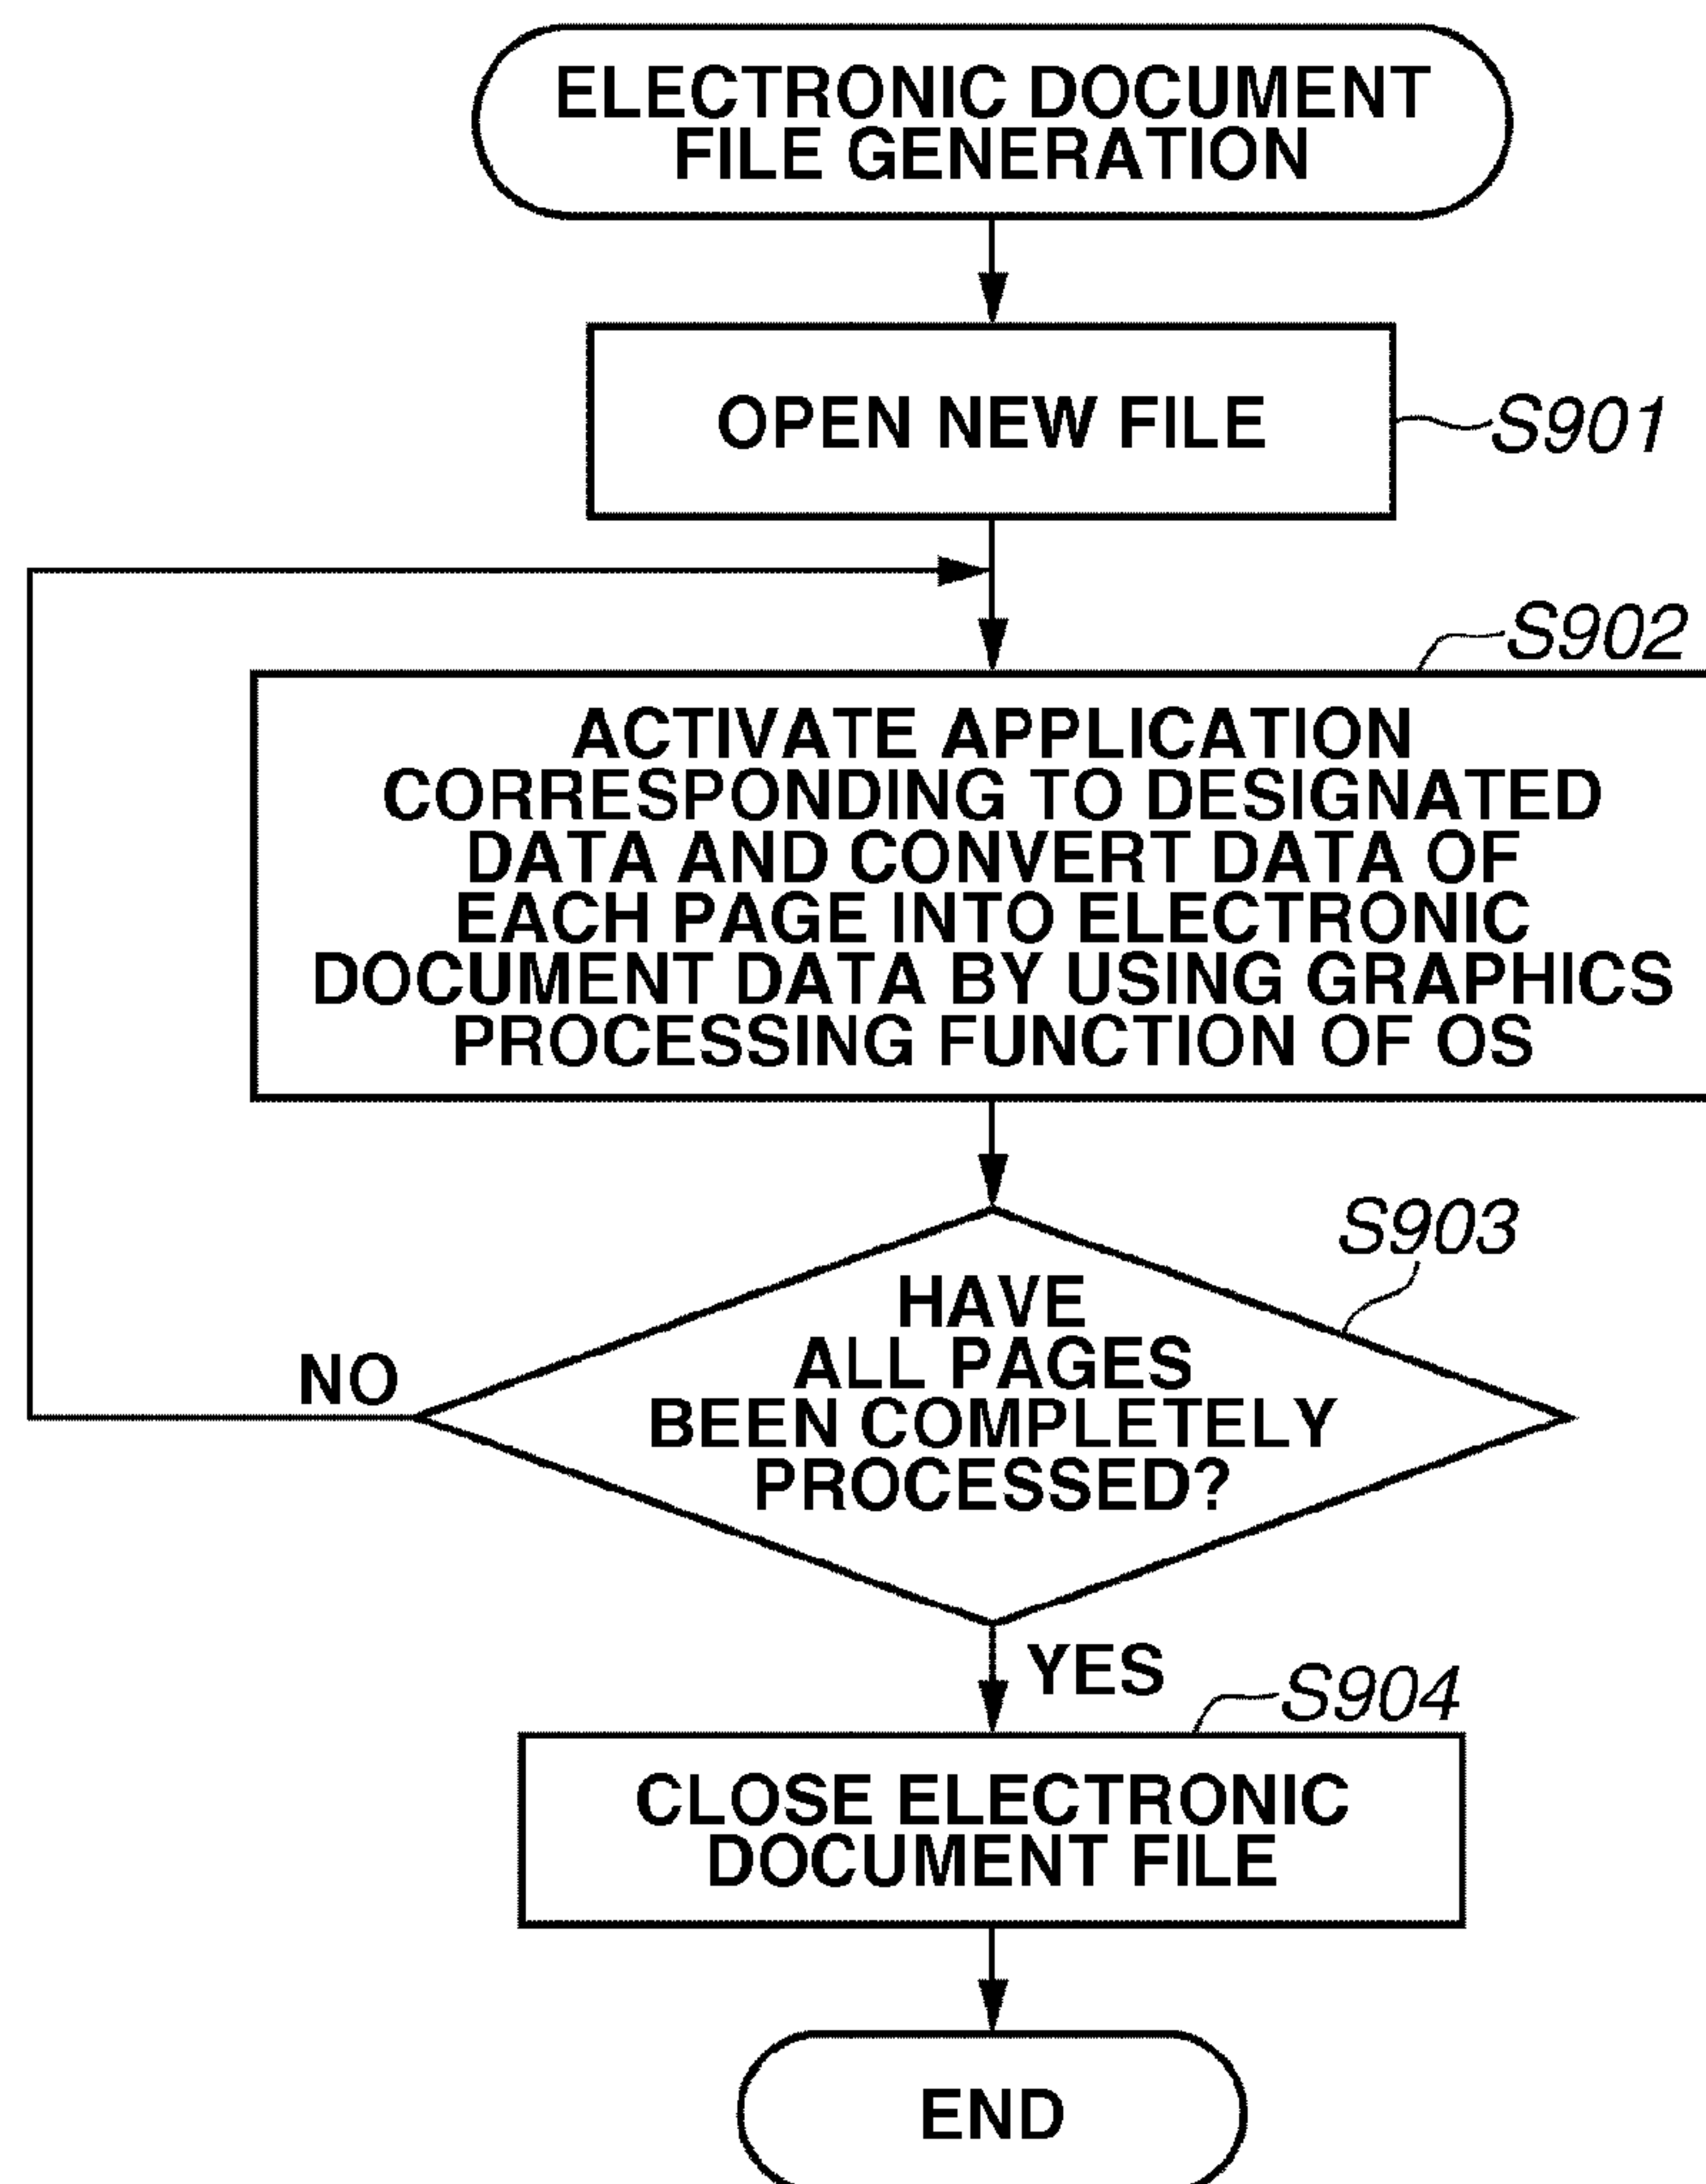 ELECTRONIC DOCUMENT
FILE GENERATION
OPEN NEW FILE
S901
S902
ACTIVATE APPLICATION
CORRESPONDING TO DESIGNATED
DATA AND CONVERT DATA OF
EACH PAGE INTO ELECTRONIC
DOCUMENT DATA BY USING GRAPHICS
PROCESSING FUNCTION OF OS
S903
HAVE
ALL PAGES
BEEN COMPLETELY
PROCESSED?
NO
YES
S904
CLOSE ELECTRONIC
DOCUMENT FILE
END